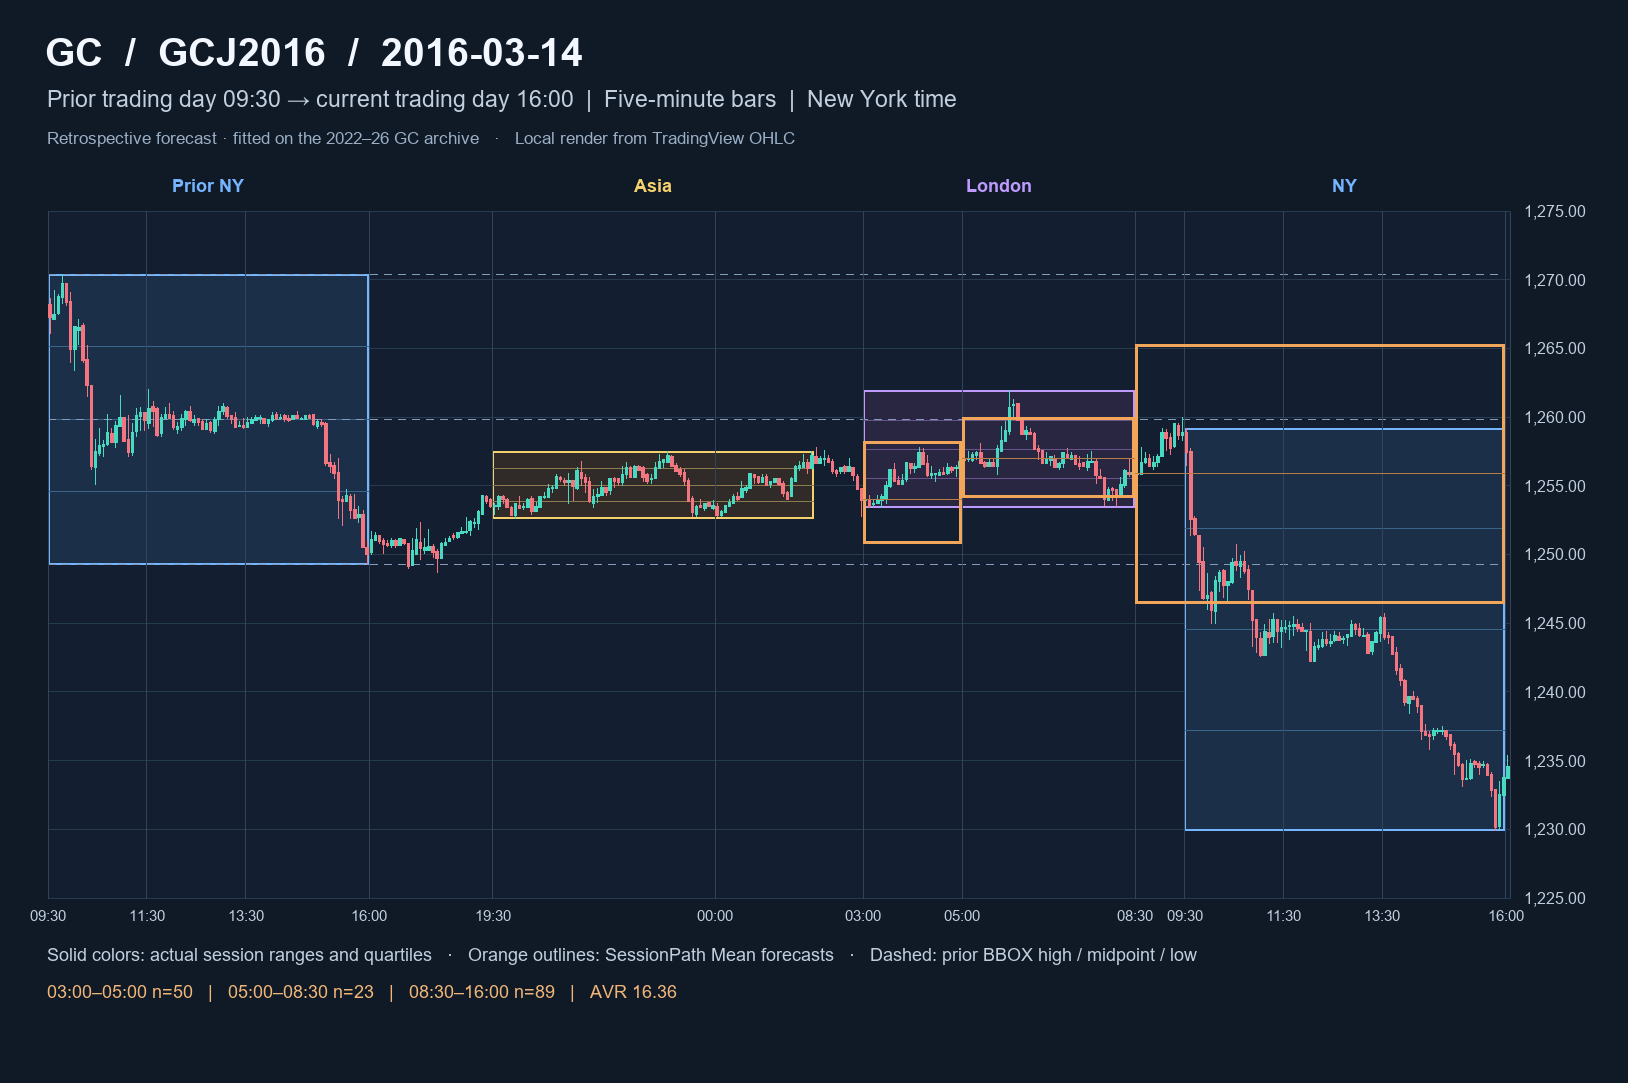 GC / GCJ2016 / 2016-03-14
Prior trading day 09:30 → current trading day 16:00 | Five-minute bars | New York time
Retrospective forecast · fitted on the 2022–26 GC archive · Local render from TradingView OHLC
Prior NY Asia London NY
1,275.00
1,270.00
1,265.00
1,260.00
1,255.00
1,250.00
1,245.00
1,240.00
1,235.00
1,230.00
1,225.00
09:30 11:30 13:30 16:00 19:30 00:00 03:00 05:00 08:30 09:30 11:30 13:30 16:00
Solid colors: actual session ranges and quartiles · Orange outlines: SessionPath Mean forecasts · Dashed: prior BBOX high / midpoint / low
03:00–05:00 n=50 | 05:00–08:30 n=23 | 08:30–16:00 n=89 | AVR 16.36